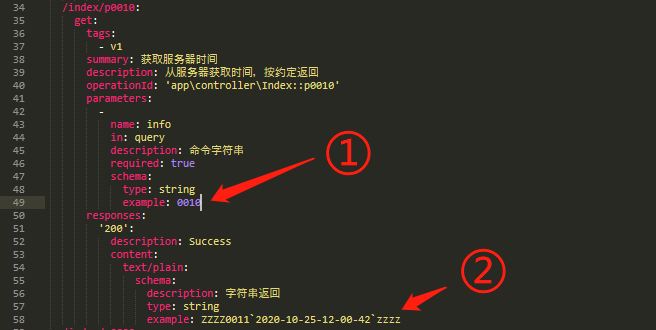 34 /index/p0010:
35 get:
36 tags:
37 - v1
38 summary: 获取服务器时间
39 description: 从服务器获取时间, 按约定返回
40 operationId: 'app\controller\Index::p0010'
41 parameters:
42 -
43 name: info
44 in: query
45 description: 命令字符串
46 required: true
47 schema:
48 type: string
49 example: 0010
①
50 responses:
51 '200':
52 description: Success
53 content:
54 text/plain:
55 schema:
56 description: 字符串返回
57 type: string
②
58 example: ZZZZ0011`2020-10-25-12-00-42`zzzz